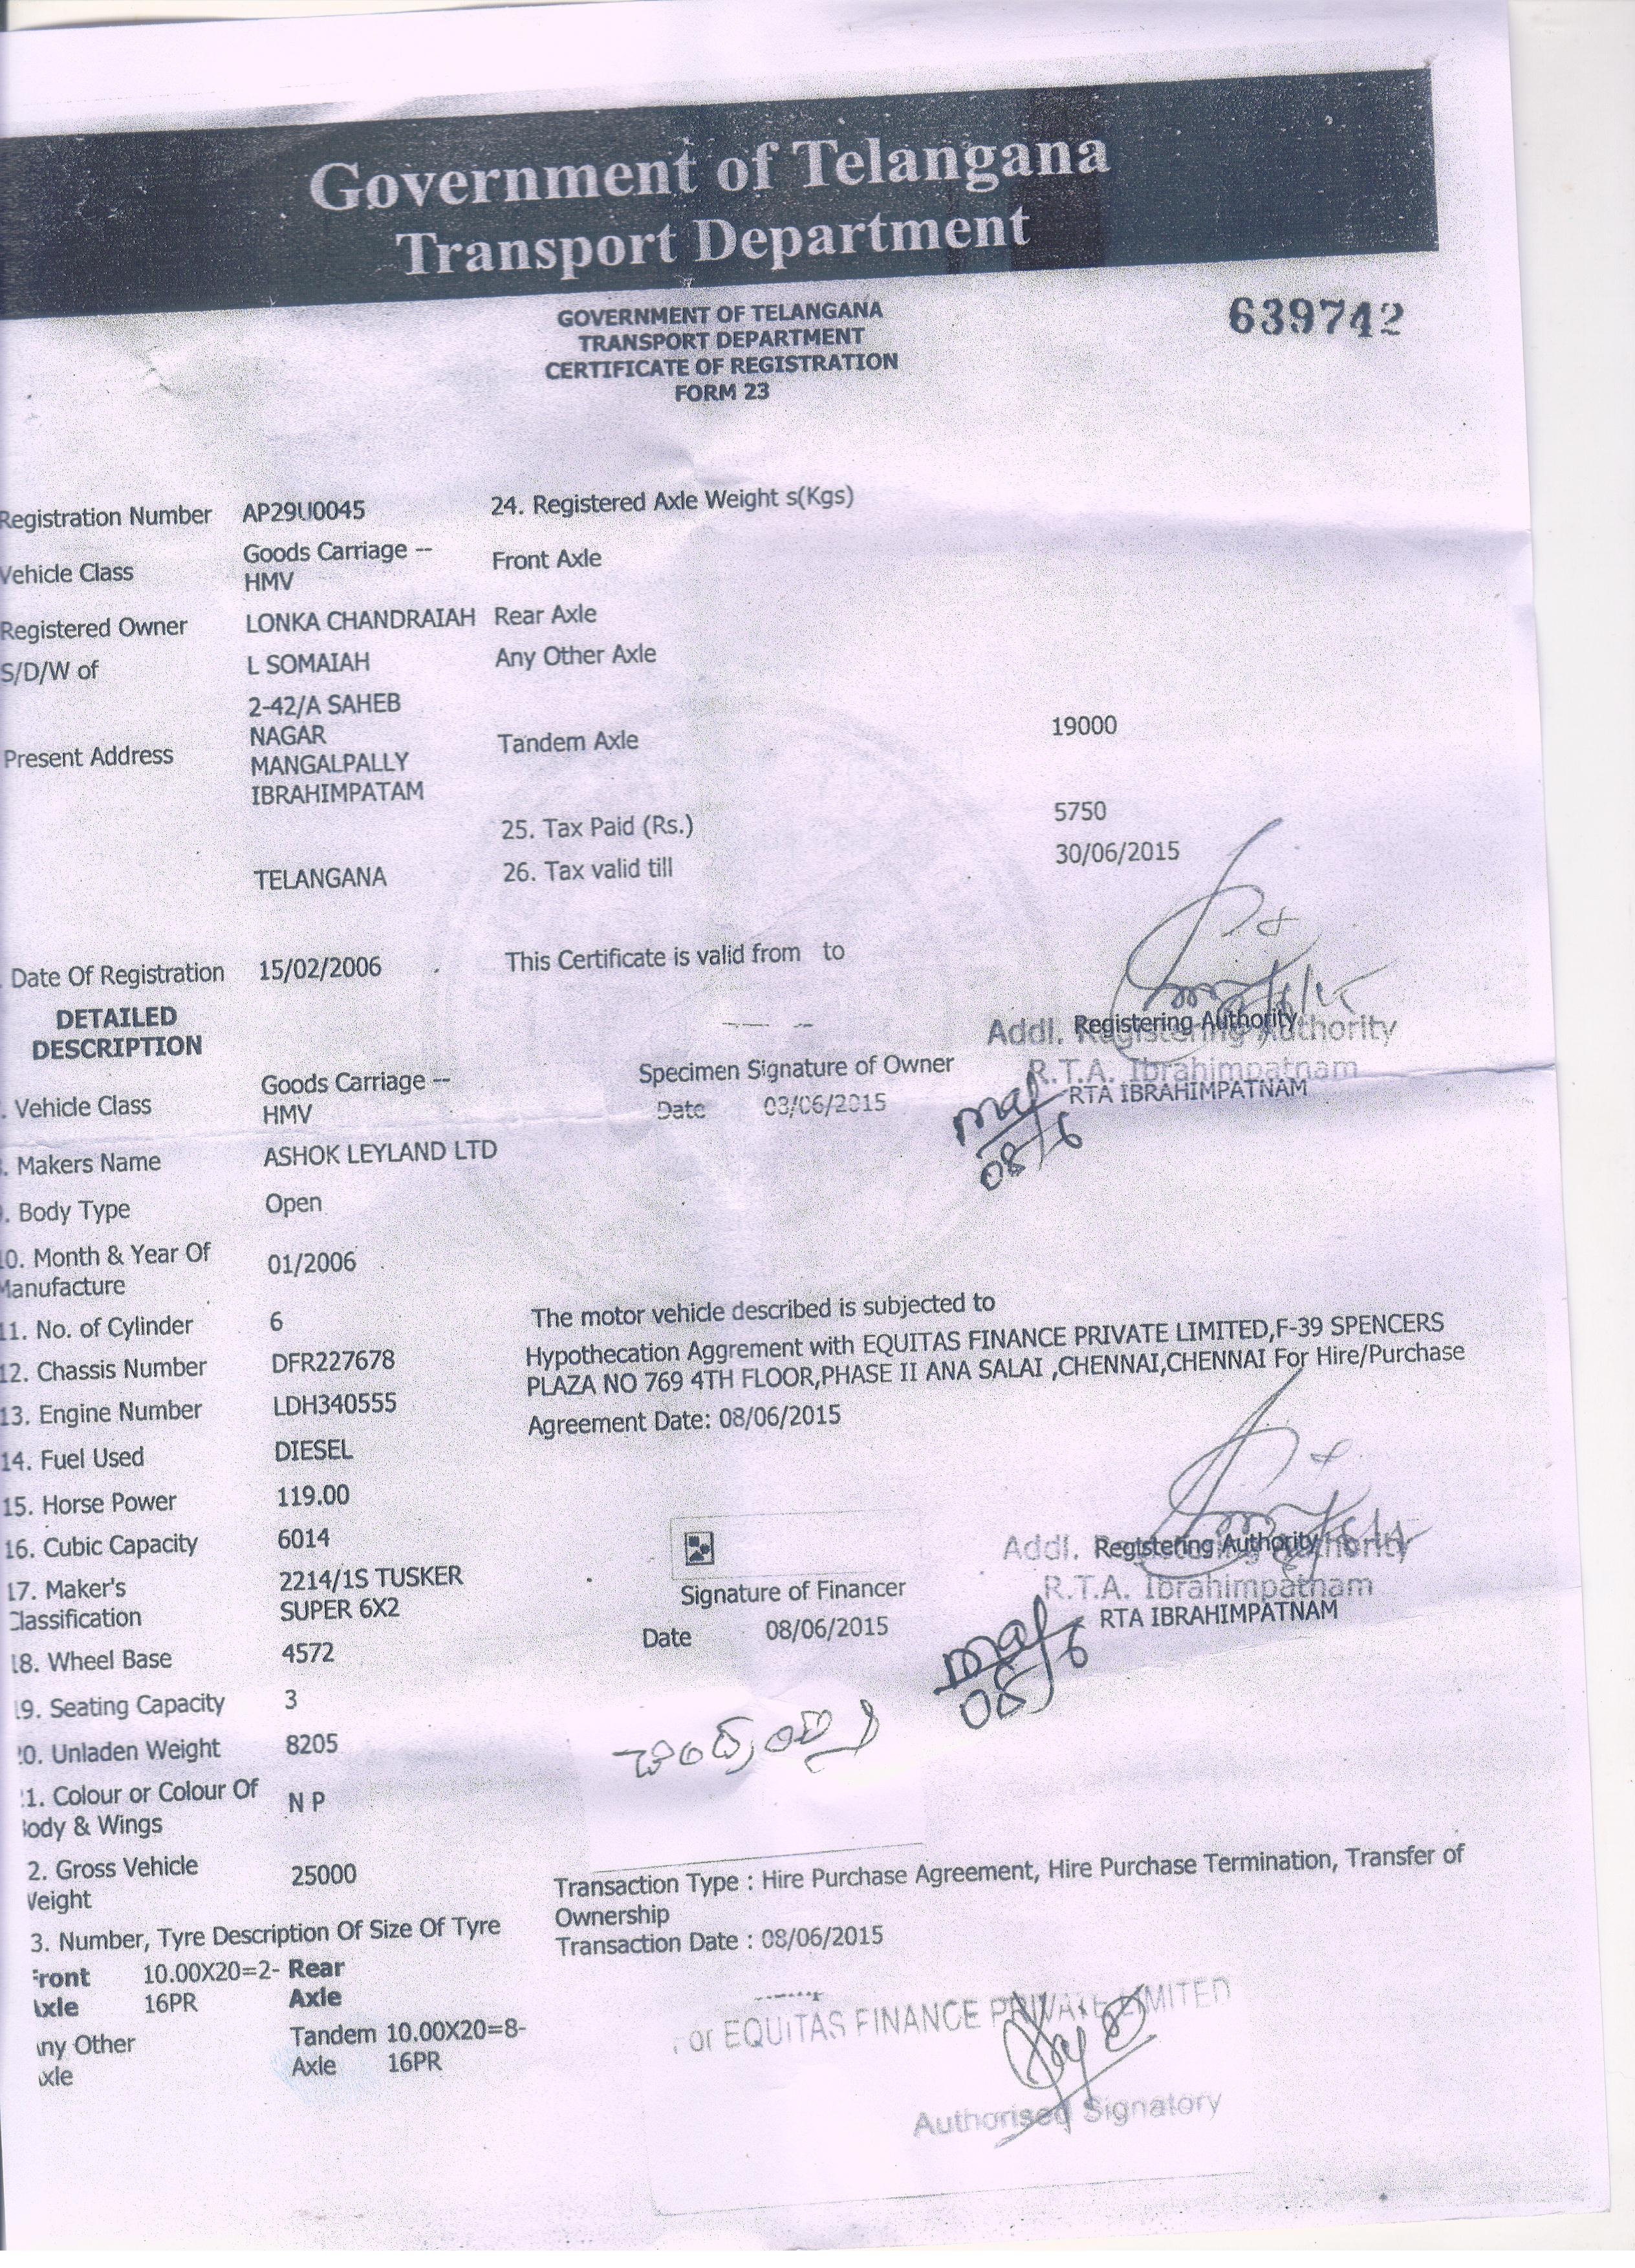 Government of Telangana
Transport Department
GOVERNMENT OF TELANGANA
TRANSPORT DEPARTMENT
CERTIFICATE OF REGISTRATION
FORM 23
639742
Registration Number AP29U0045
Vehicle Class Goods Carriage --
HMV
Registered Owner LONKA CHANDRAIAH
S/D/W of L SOMAIAH
Present Address 2-42/A SAHEB
NAGAR
MANGALPALLY
IBRAHIMPATAM
TELANGANA
Date Of Registration 15/02/2006
DETAILED
DESCRIPTION
. Vehicle Class Goods Carriage --
HMV
. Makers Name ASHOK LEYLAND LTD
. Body Type Open
10. Month & Year Of
Manufacture 01/2006
11. No. of Cylinder 6
12. Chassis Number DFR227678
13. Engine Number LDH340555
14. Fuel Used DIESEL
15. Horse Power 119.00
16. Cubic Capacity 6014
17. Maker's
Classification 2214/1S TUSKER
SUPER 6X2
18. Wheel Base 4572
19. Seating Capacity 3
20. Unladen Weight 8205
21. Colour or Colour Of
Body & Wings N P
2. Gross Vehicle
Weight 25000
3. Number, Tyre Description Of Size Of Tyre
Front 10.00X20=2- Rear
Axle 16PR Axle
Any Other Tandem 10.00X20=8-
Axle Axle 16PR
24. Registered Axle Weight s(Kgs)
Front Axle
Rear Axle
Any Other Axle
Tandem Axle 19000
25. Tax Paid (Rs.) 5750
26. Tax valid till 30/06/2015
This Certificate is valid from to
Registering Authority
Addl. Registering Authority
R.T.A. Ibrahimpatnam
RTA IBRAHIMPATNAM
Specimen Signature of Owner
Date 03/06/2015
08/6
The motor vehicle described is subjected to
Hypothecation Aggrement with EQUITAS FINANCE PRIVATE LIMITED,F-39 SPENCERS
PLAZA NO 769 4TH FLOOR,PHASE II ANA SALAI ,CHENNAI,CHENNAI For Hire/Purchase
Agreement Date: 08/06/2015
Registering Authority
Addl. Registering Authority
R.T.A. Ibrahimpatnam
RTA IBRAHIMPATNAM
Signature of Financer
Date 08/06/2015
08/6
Transaction Type : Hire Purchase Agreement, Hire Purchase Termination, Transfer of
Ownership
Transaction Date : 08/06/2015
For EQUITAS FINANCE PRIVATE LIMITED
Authorised Signatory